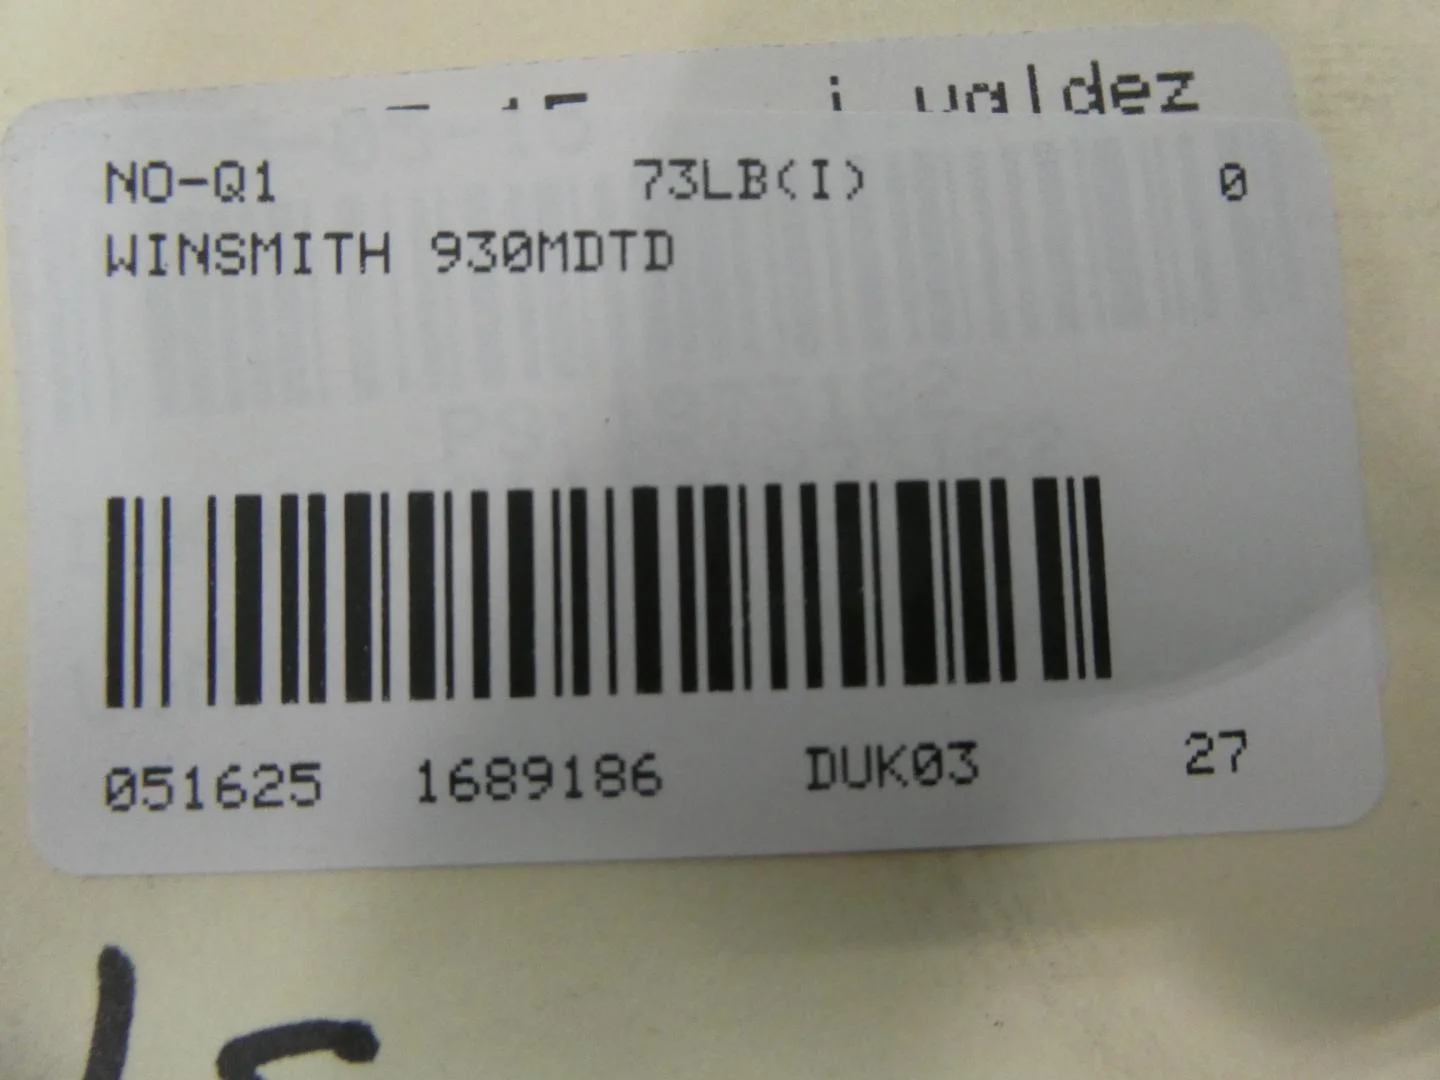 j valdez
NO-Q1 73LB(I) 0
WINSMITH 930MDTD
051625 1689186 DUK03 27